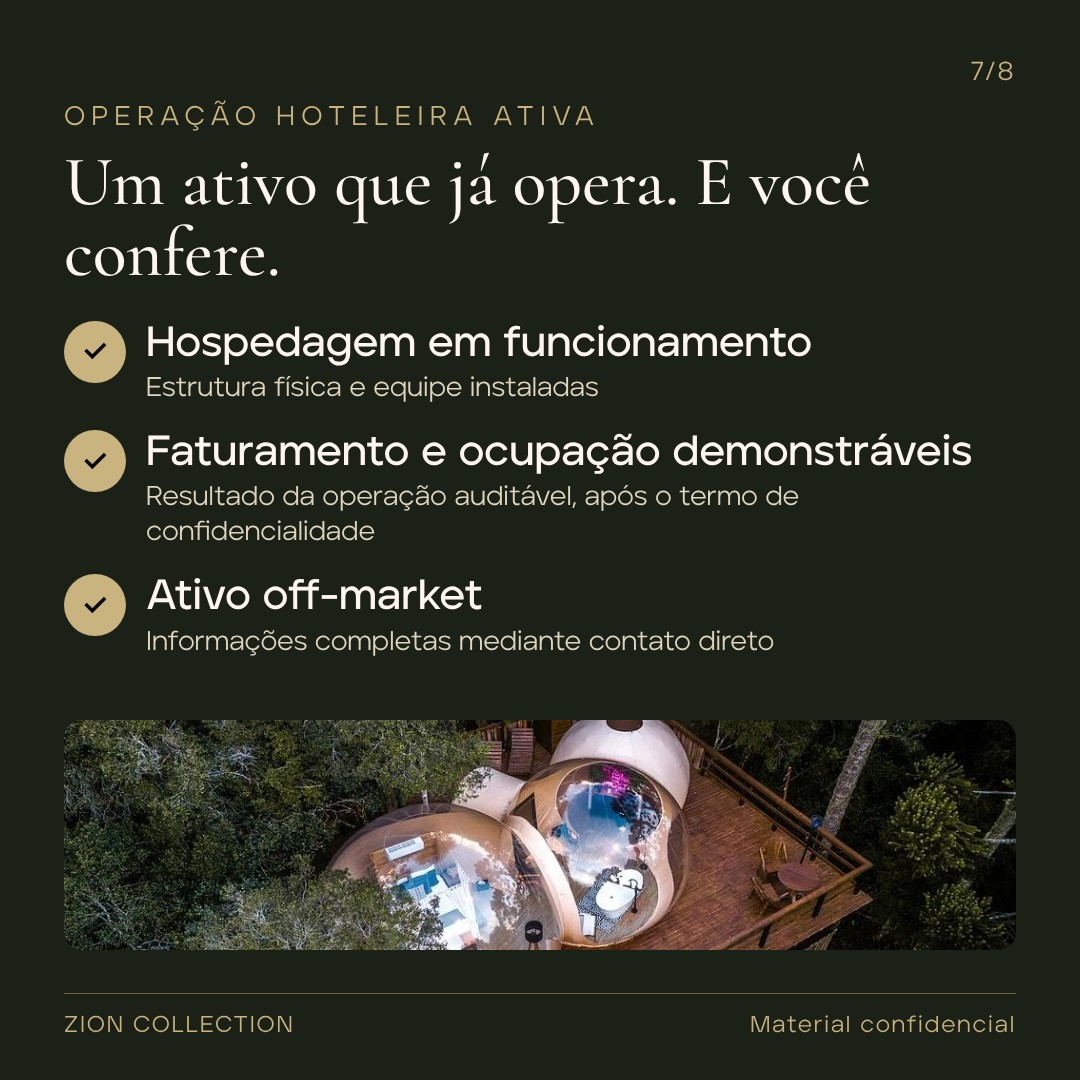 7/8
OPERAÇÃO HOTELEIRA ATIVA
Um ativo que já opera. E você
confere.
Hospedagem em funcionamento
Estrutura física e equipe instaladas
Faturamento e ocupação demonstráveis
Resultado da operação auditável, após o termo de
confidencialidade
Ativo off-market
Informações completas mediante contato direto
ZION COLLECTION
Material confidencial